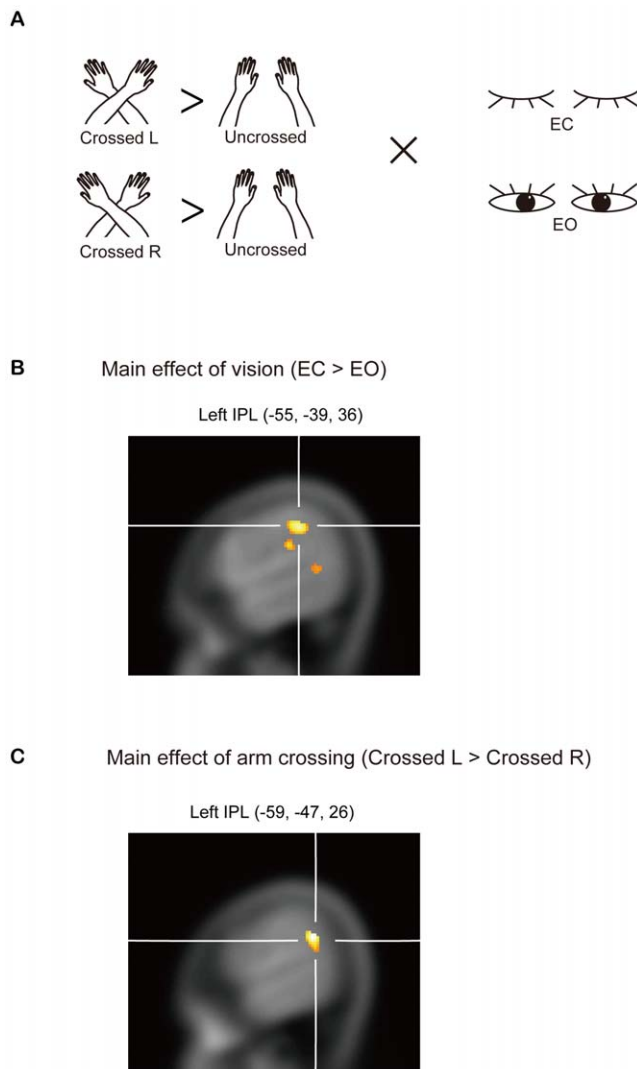 A
> ×
Crossed L Uncrossed EC
>
Crossed R Uncrossed EO
B Main effect of vision (EC > EO)
Left IPL (-55, -39, 36)
C Main effect of arm crossing (Crossed L > Crossed R)
Left IPL (-59, -47, 26)